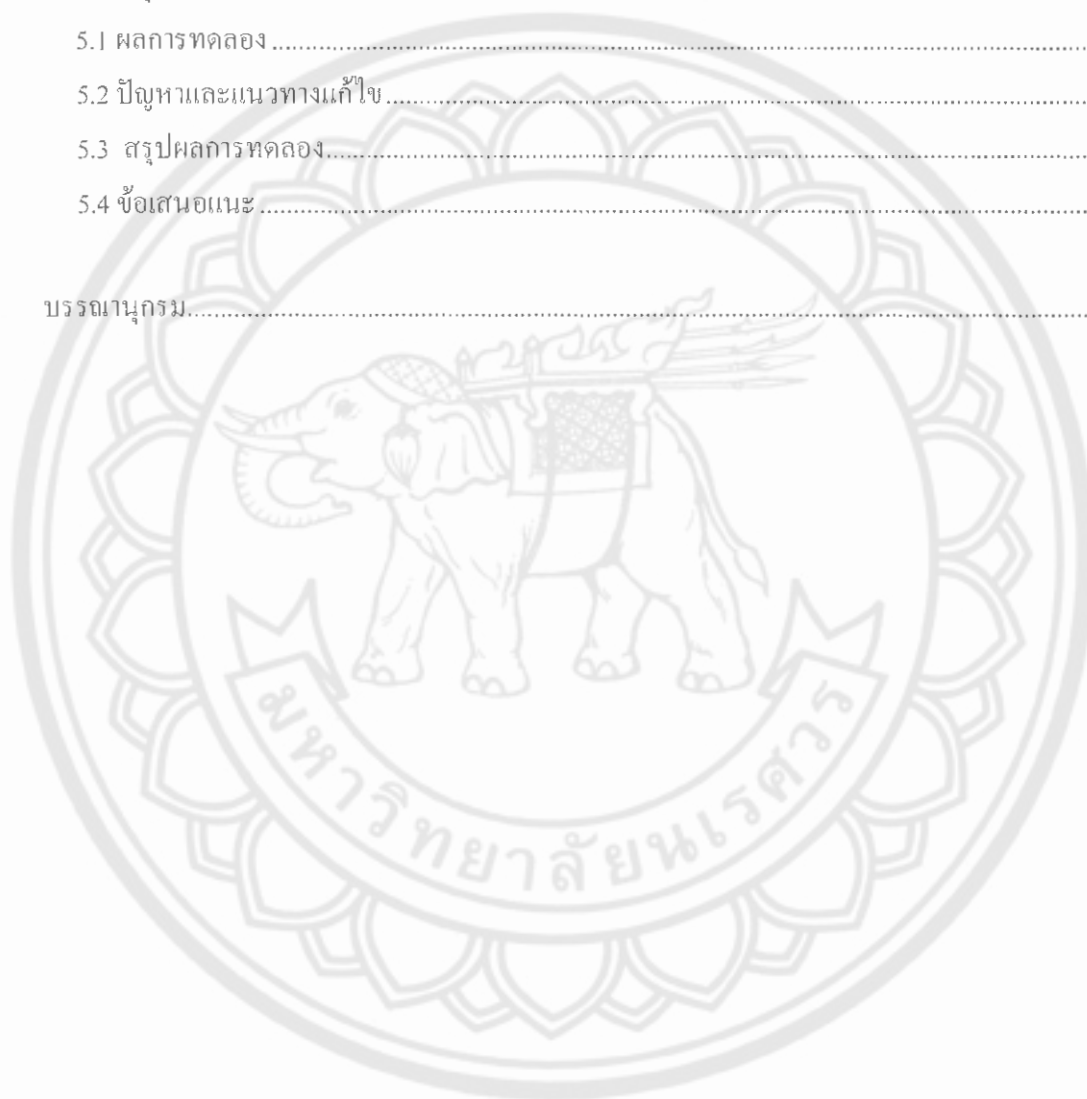 5.1 ผลการทดลอง
5.2 ปัญหาและแนวทางแก้ไข
5.3 สรุปผลการทดลอง
5.4 ข้อเสนอแนะ
บรรณานุกรม
มหาวิทยาลัยนเรศวร